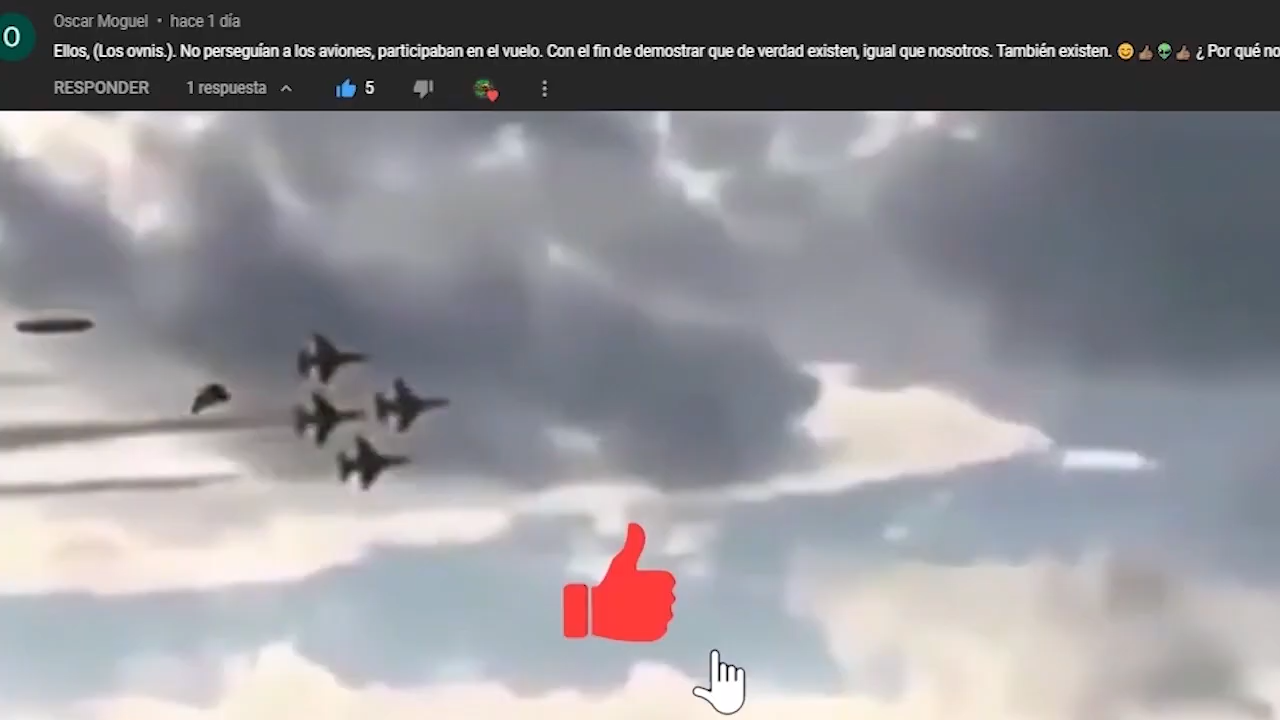 O
Oscar Moguel • hace 1 día
Ellos, (Los ovnis.). No perseguían a los aviones, participaban en el vuelo. Con el fin de demostrar que de verdad existen, igual que nosotros. También existen. 😊👍🏽👽👍🏽 ¿ Por qué no
RESPONDER 1 respuesta 5